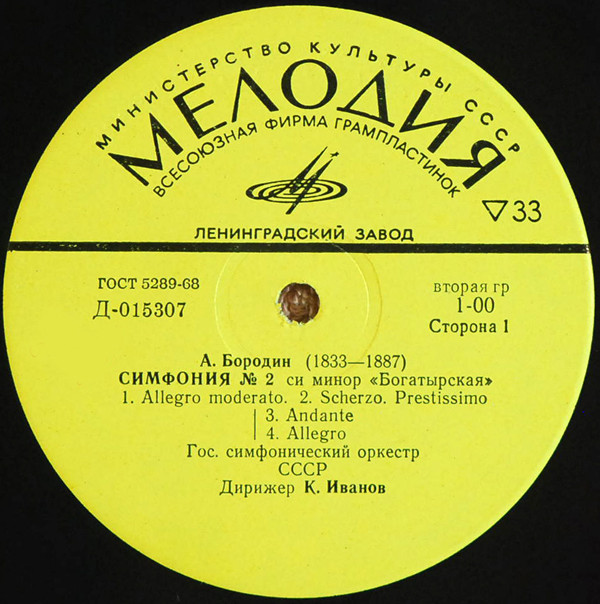 МИНИСТЕРСТВО КУЛЬТУРЫ СССР
МЕЛОДИЯ
ВСЕСОЮЗНАЯ ФИРМА ГРАМПЛАСТИНОК
33
ЛЕНИНГРАДСКИЙ ЗАВОД
ГОСТ 5289-68
Д-015307
вторая гр
1-00
Сторона 1
А. Бородин (1833—1887)
СИМФОНИЯ № 2 си минор «Богатырская»
1. Allegro moderato. 2. Scherzo. Prestissimo
3. Andante
4. Allegro
Гос. симфонический оркестр
СССР
Дирижер К. Иванов